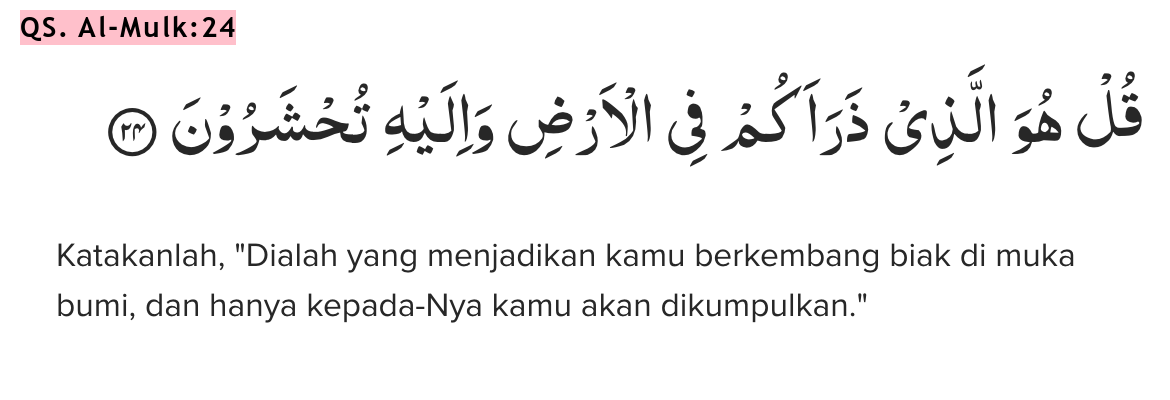 QS. Al-Mulk:24
قُلْ هُوَ الَّذِيْ ذَرَاَكُمْ فِى الْاَرْضِ وَاِلَيْهِ تُحْشَرُوْنَ ٢٤
Katakanlah, "Dialah yang menjadikan kamu berkembang biak di muka
bumi, dan hanya kepada-Nya kamu akan dikumpulkan."